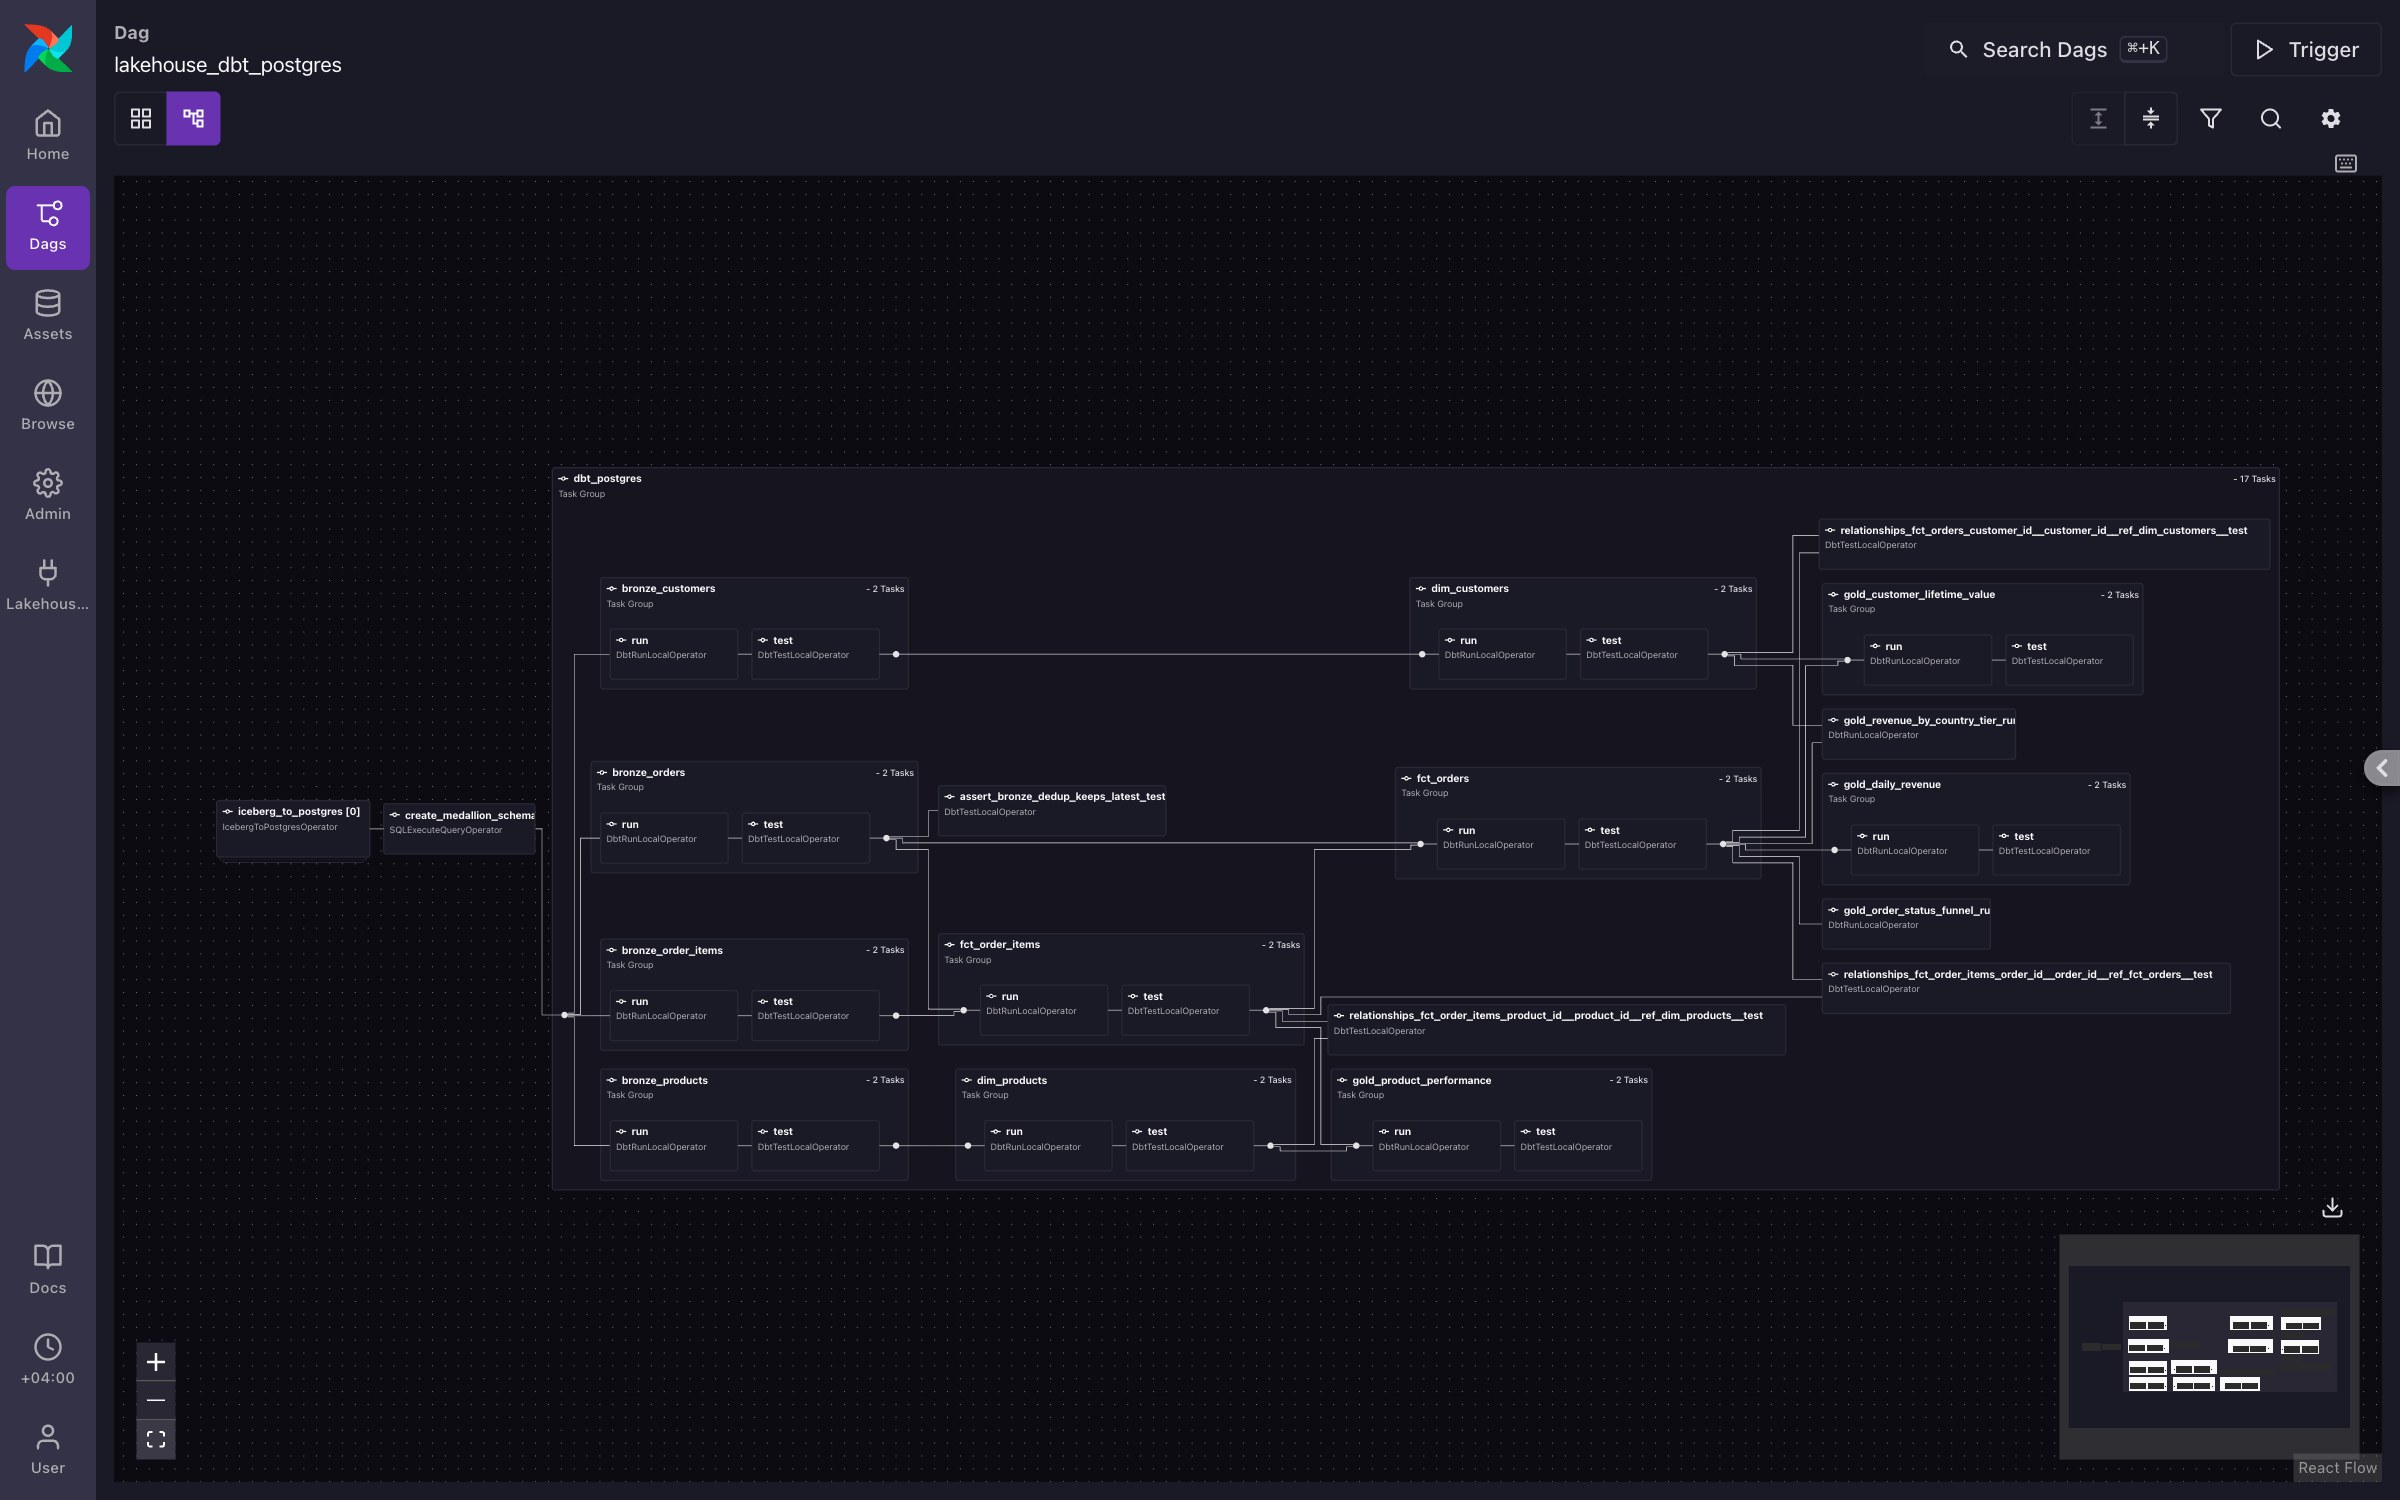 Dag
lakehouse_dbt_postgres
Search Dags ⌘+K
Trigger
Home
Dags
Assets
Browse
Admin
Lakehous...
Docs
+04:00
User
iceberg_to_postgres [0]
IcebergToPostgresOperator
create_medallion_schema
SQLExecuteQueryOperator
dbt_postgres
- 17 Tasks
Task Group
bronze_customers
- 2 Tasks
Task Group
run
DbtRunLocalOperator
test
DbtTestLocalOperator
bronze_orders
- 2 Tasks
Task Group
run
DbtRunLocalOperator
test
DbtTestLocalOperator
bronze_order_items
- 2 Tasks
Task Group
run
DbtRunLocalOperator
test
DbtTestLocalOperator
bronze_products
- 2 Tasks
Task Group
run
DbtRunLocalOperator
test
DbtTestLocalOperator
assert_bronze_dedup_keeps_latest_test
DbtTestLocalOperator
fct_order_items
- 2 Tasks
Task Group
run
DbtRunLocalOperator
test
DbtTestLocalOperator
dim_products
- 2 Tasks
Task Group
run
DbtRunLocalOperator
test
DbtTestLocalOperator
dim_customers
- 2 Tasks
Task Group
run
DbtRunLocalOperator
test
DbtTestLocalOperator
fct_orders
- 2 Tasks
Task Group
run
DbtRunLocalOperator
test
DbtTestLocalOperator
relationships_fct_order_items_product_id__product_id__ref_dim_products__test
DbtTestLocalOperator
gold_product_performance
- 2 Tasks
Task Group
run
DbtRunLocalOperator
test
DbtTestLocalOperator
relationships_fct_orders_customer_id__customer_id__ref_dim_customers__test
DbtTestLocalOperator
gold_customer_lifetime_value
- 2 Tasks
Task Group
run
DbtRunLocalOperator
test
DbtTestLocalOperator
gold_revenue_by_country_tier_run
DbtRunLocalOperator
gold_daily_revenue
- 2 Tasks
Task Group
run
DbtRunLocalOperator
test
DbtTestLocalOperator
gold_order_status_funnel_ru
DbtRunLocalOperator
relationships_fct_order_items_order_id__order_id__ref_fct_orders__test
DbtTestLocalOperator
React Flow